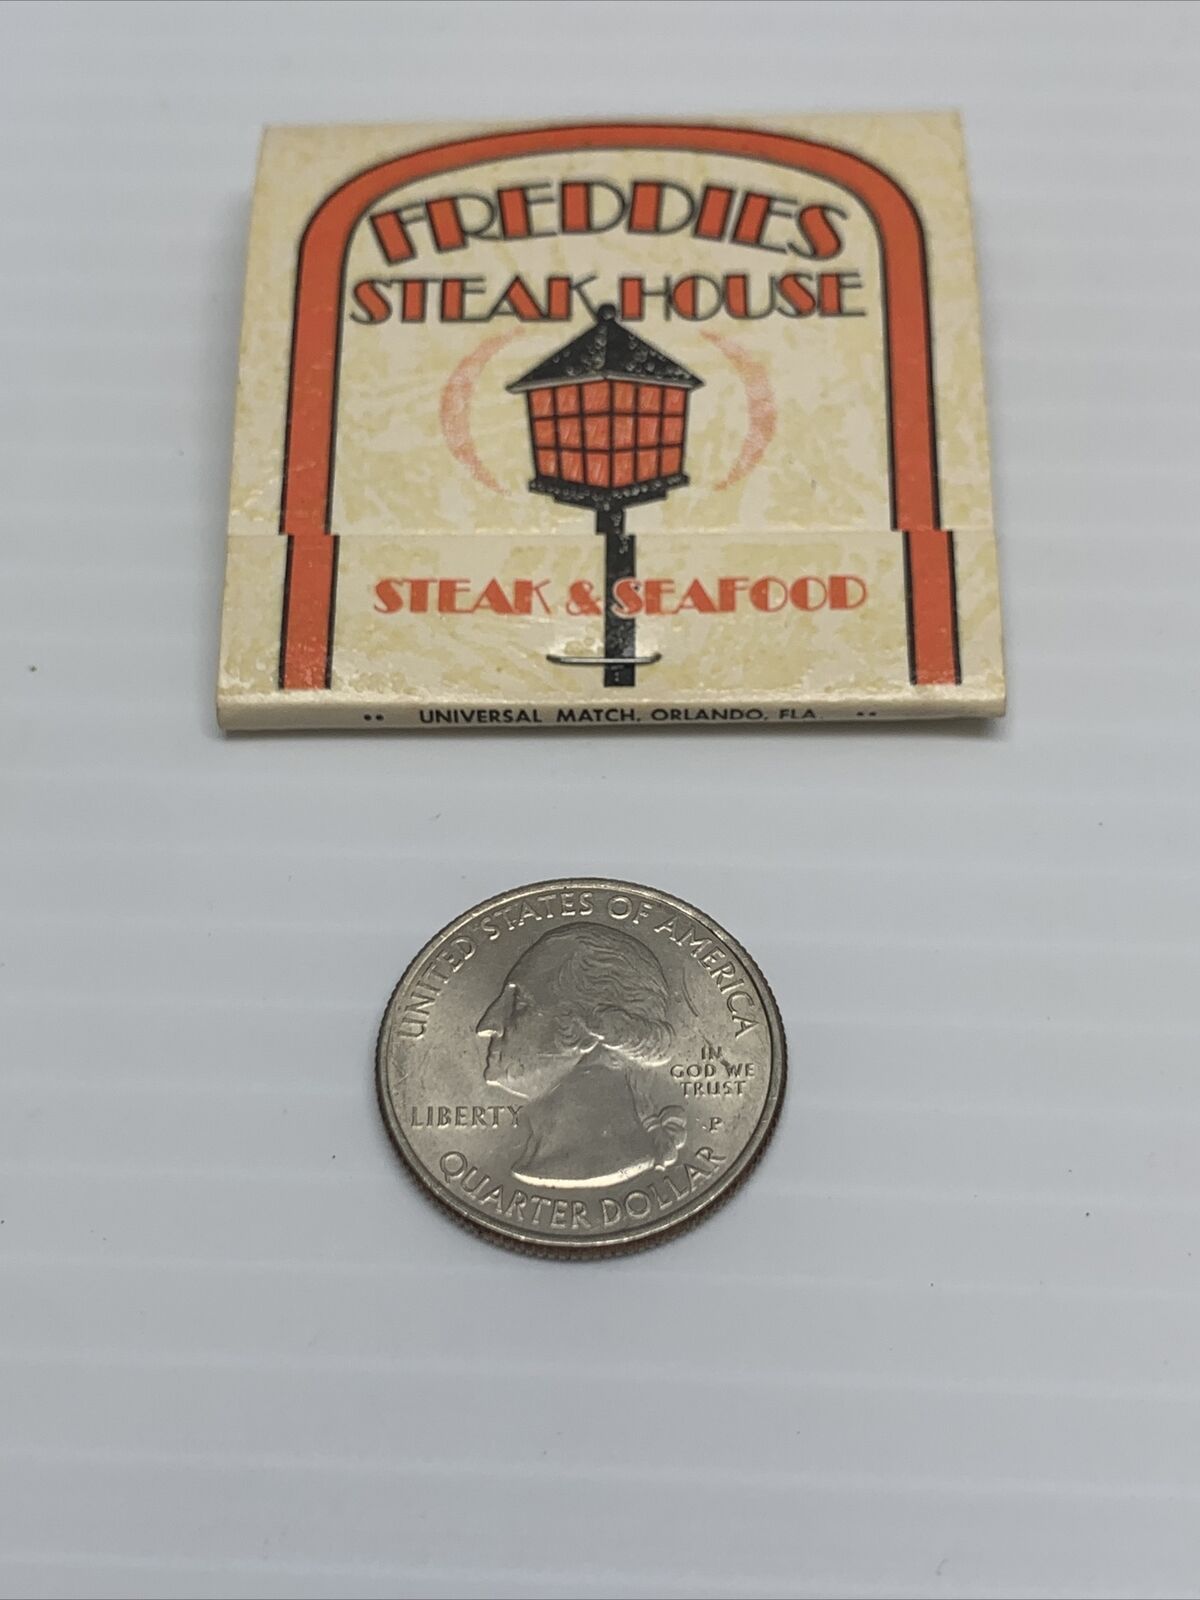 FREDDIES
STEAK HOUSE
STEAK & SEAFOOD
•• UNIVERSAL MATCH, ORLANDO, FLA. ••
UNITED STATES OF AMERICA
IN
GOD WE
TRUST
LIBERTY
P
QUARTER DOLLAR